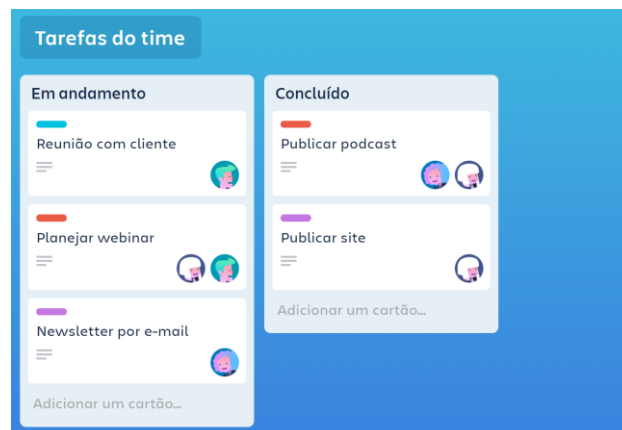 Tarefas do time
Em andamento
Reunião com cliente
Planejar webinar
Newsletter por e-mail
Adicionar um cartão...
Concluído
Publicar podcast
Publicar site
Adicionar um cartão...